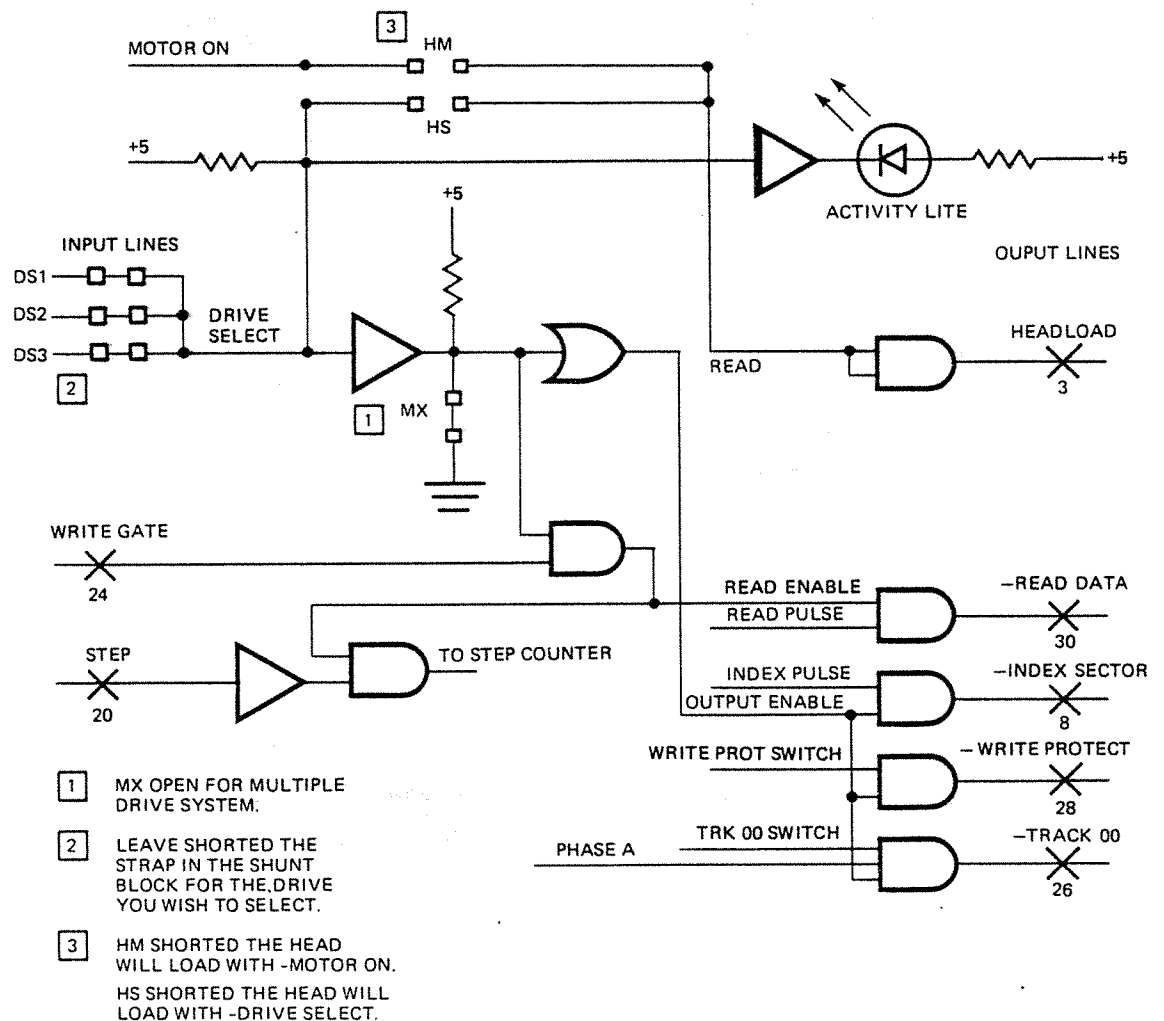 3
HM
MOTOR ON
HS
+5
+5
ACTIVITY LITE
+5
INPUT LINES
OUPUT LINES
DS1
DS2
DRIVE
SELECT
DS3
2
HEADLOAD
READ
3
1
MX
WRITE GATE
24
READ ENABLE
READ PULSE
—READ DATA
30
STEP
20
TO STEP COUNTER
INDEX PULSE
—INDEX SECTOR
OUTPUT ENABLE
8
WRITE PROT SWITCH
— WRITE PROTECT
28
TRK 00 SWITCH
—TRACK 00
PHASE A
26
1 MX OPEN FOR MULTIPLE
DRIVE SYSTEM.
2 LEAVE SHORTED THE
STRAP IN THE SHUNT
BLOCK FOR THE.DRIVE
YOU WISH TO SELECT.
3 HM SHORTED THE HEAD
WILL LOAD WITH -MOTOR ON.
HS SHORTED THE HEAD WILL
LOAD WITH -DRIVE SELECT.